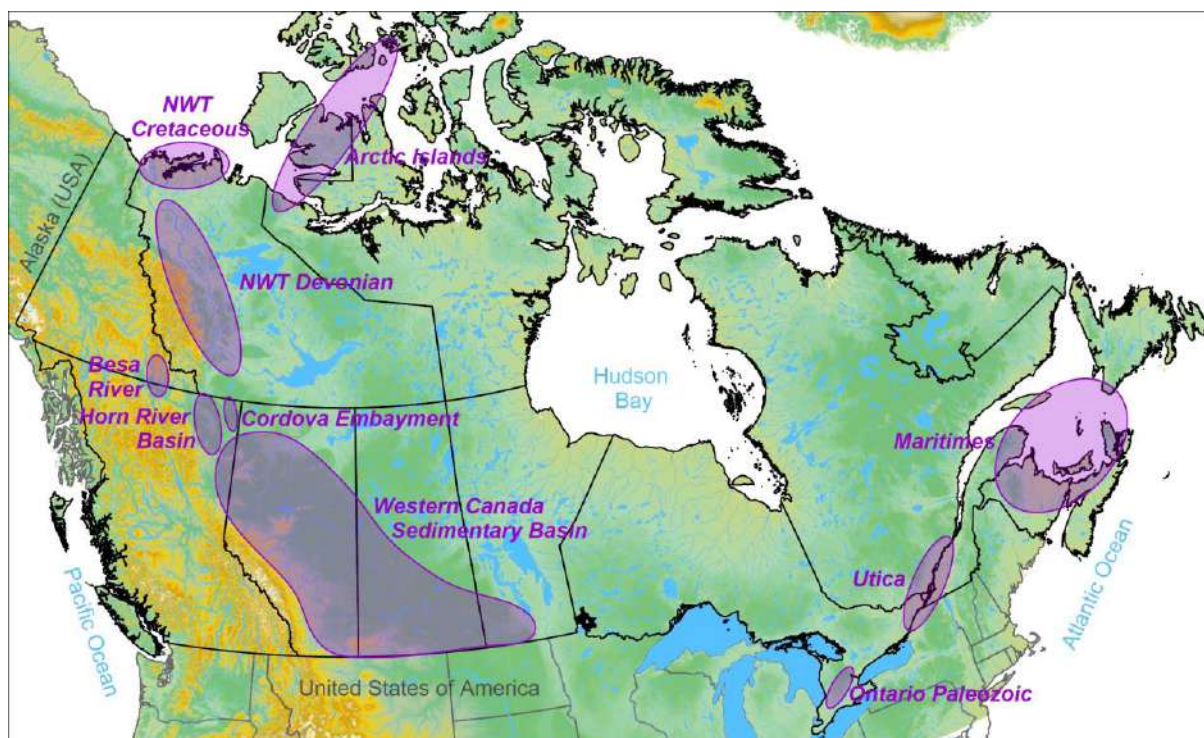 NWT
Cretaceous
Arctic Islands
Alaska (USA)
NWT Devonian
Besa
River
Horn River
Basin
Cordova Embayment
Hudson
Bay
Maritimes
Western Canada
Sedimentary Basin
Utica
Pacific Ocean
Atlantic Ocean
United States of America
Ontario Paleozoic